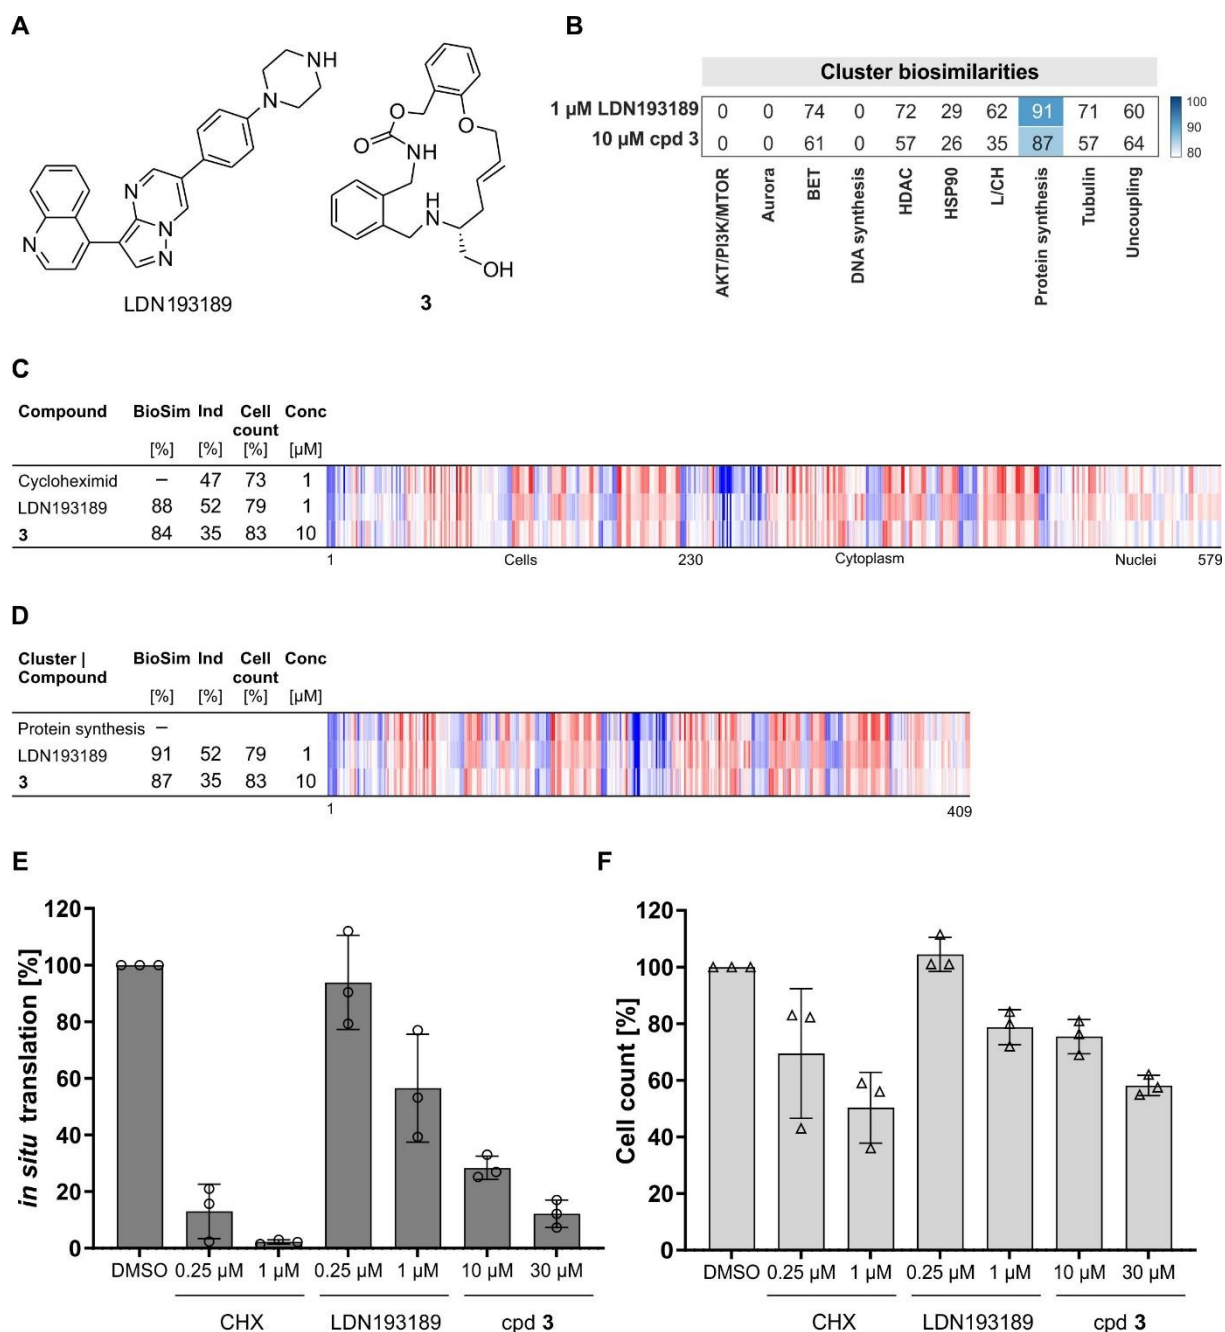 A
NH
N
N
N
N
N
N
LDN193189
O
O
O
NH
H
N
OH
3
B
Cluster biosimilarities
1 µM LDN193189 0 0 74 0 72 29 62 91 71 60
10 µM cpd 3 0 0 61 0 57 26 35 87 57 64
100
90
80
AKT/PI3K/MTOR
Aurora
BET
DNA synthesis
HDAC
HSP90
L/CH
Protein synthesis
Tubulin
Uncoupling
C
Compound BioSim Ind Cell count Conc
[%] [%] [%] [µM]
Cycloheximid – 47 73 1
LDN193189 88 52 79 1
3 84 35 83 10
1 Cells 230 Cytoplasm Nuclei 579
D
Cluster | Compound BioSim Ind Cell count Conc
[%] [%] [%] [µM]
Protein synthesis –
LDN193189 91 52 79 1
3 87 35 83 10
1 409
E
in situ translation [%]
120
100
80
60
40
20
0
DMSO 0.25 µM 1 µM 0.25 µM 1 µM 10 µM 30 µM
CHX LDN193189 cpd 3
F
Cell count [%]
120
100
80
60
40
20
0
DMSO 0.25 µM 1 µM 0.25 µM 1 µM 10 µM 30 µM
CHX LDN193189 cpd 3